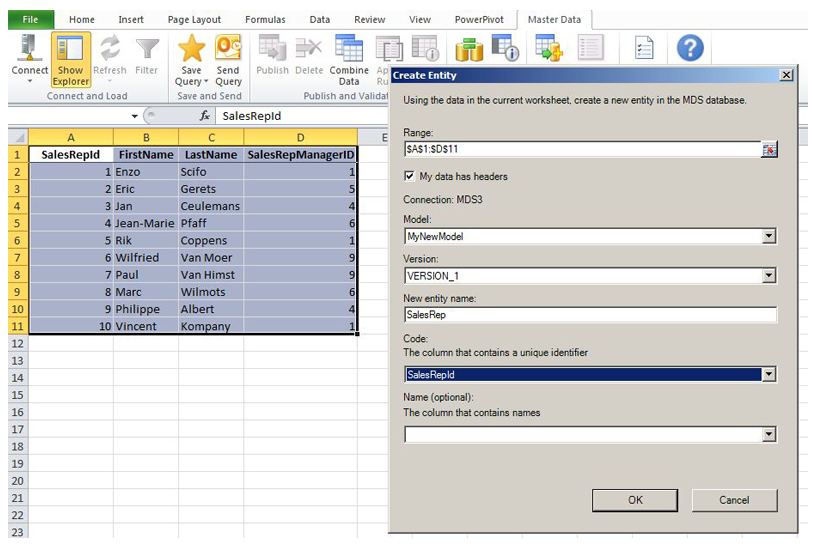 File Home Insert Page Layout Formulas Data Review View PowerPivot Master Data
Connect Show Explorer Refresh Filter Save Query Send Query Publish Delete Combine Data
Connect and Load Save and Send Publish and Validat
fx SalesRepId
A B C D E
1 SalesRepId FirstName LastName SalesRepManagerID
2 1 Enzo Scifo 1
3 2 Eric Gerets 5
4 3 Jan Ceulemans 4
5 4 Jean-Marie Pfaff 6
6 5 Rik Coppens 1
7 6 Wilfried Van Moer 9
8 7 Paul Van Himst 9
9 8 Marc Wilmots 6
10 9 Philippe Albert 4
11 10 Vincent Kompany 1
12
13
14
15
16
17
18
19
20
21
22
23
Create Entity
Using the data in the current worksheet, create a new entity in the MDS database.
Range:
$A$1:$D$11
My data has headers
Connection: MDS3
Model:
MyNewModel
Version:
VERSION_1
New entity name:
SalesRep
Code:
The column that contains a unique identifier
SalesRepId
Name (optional):
The column that contains names
OK Cancel